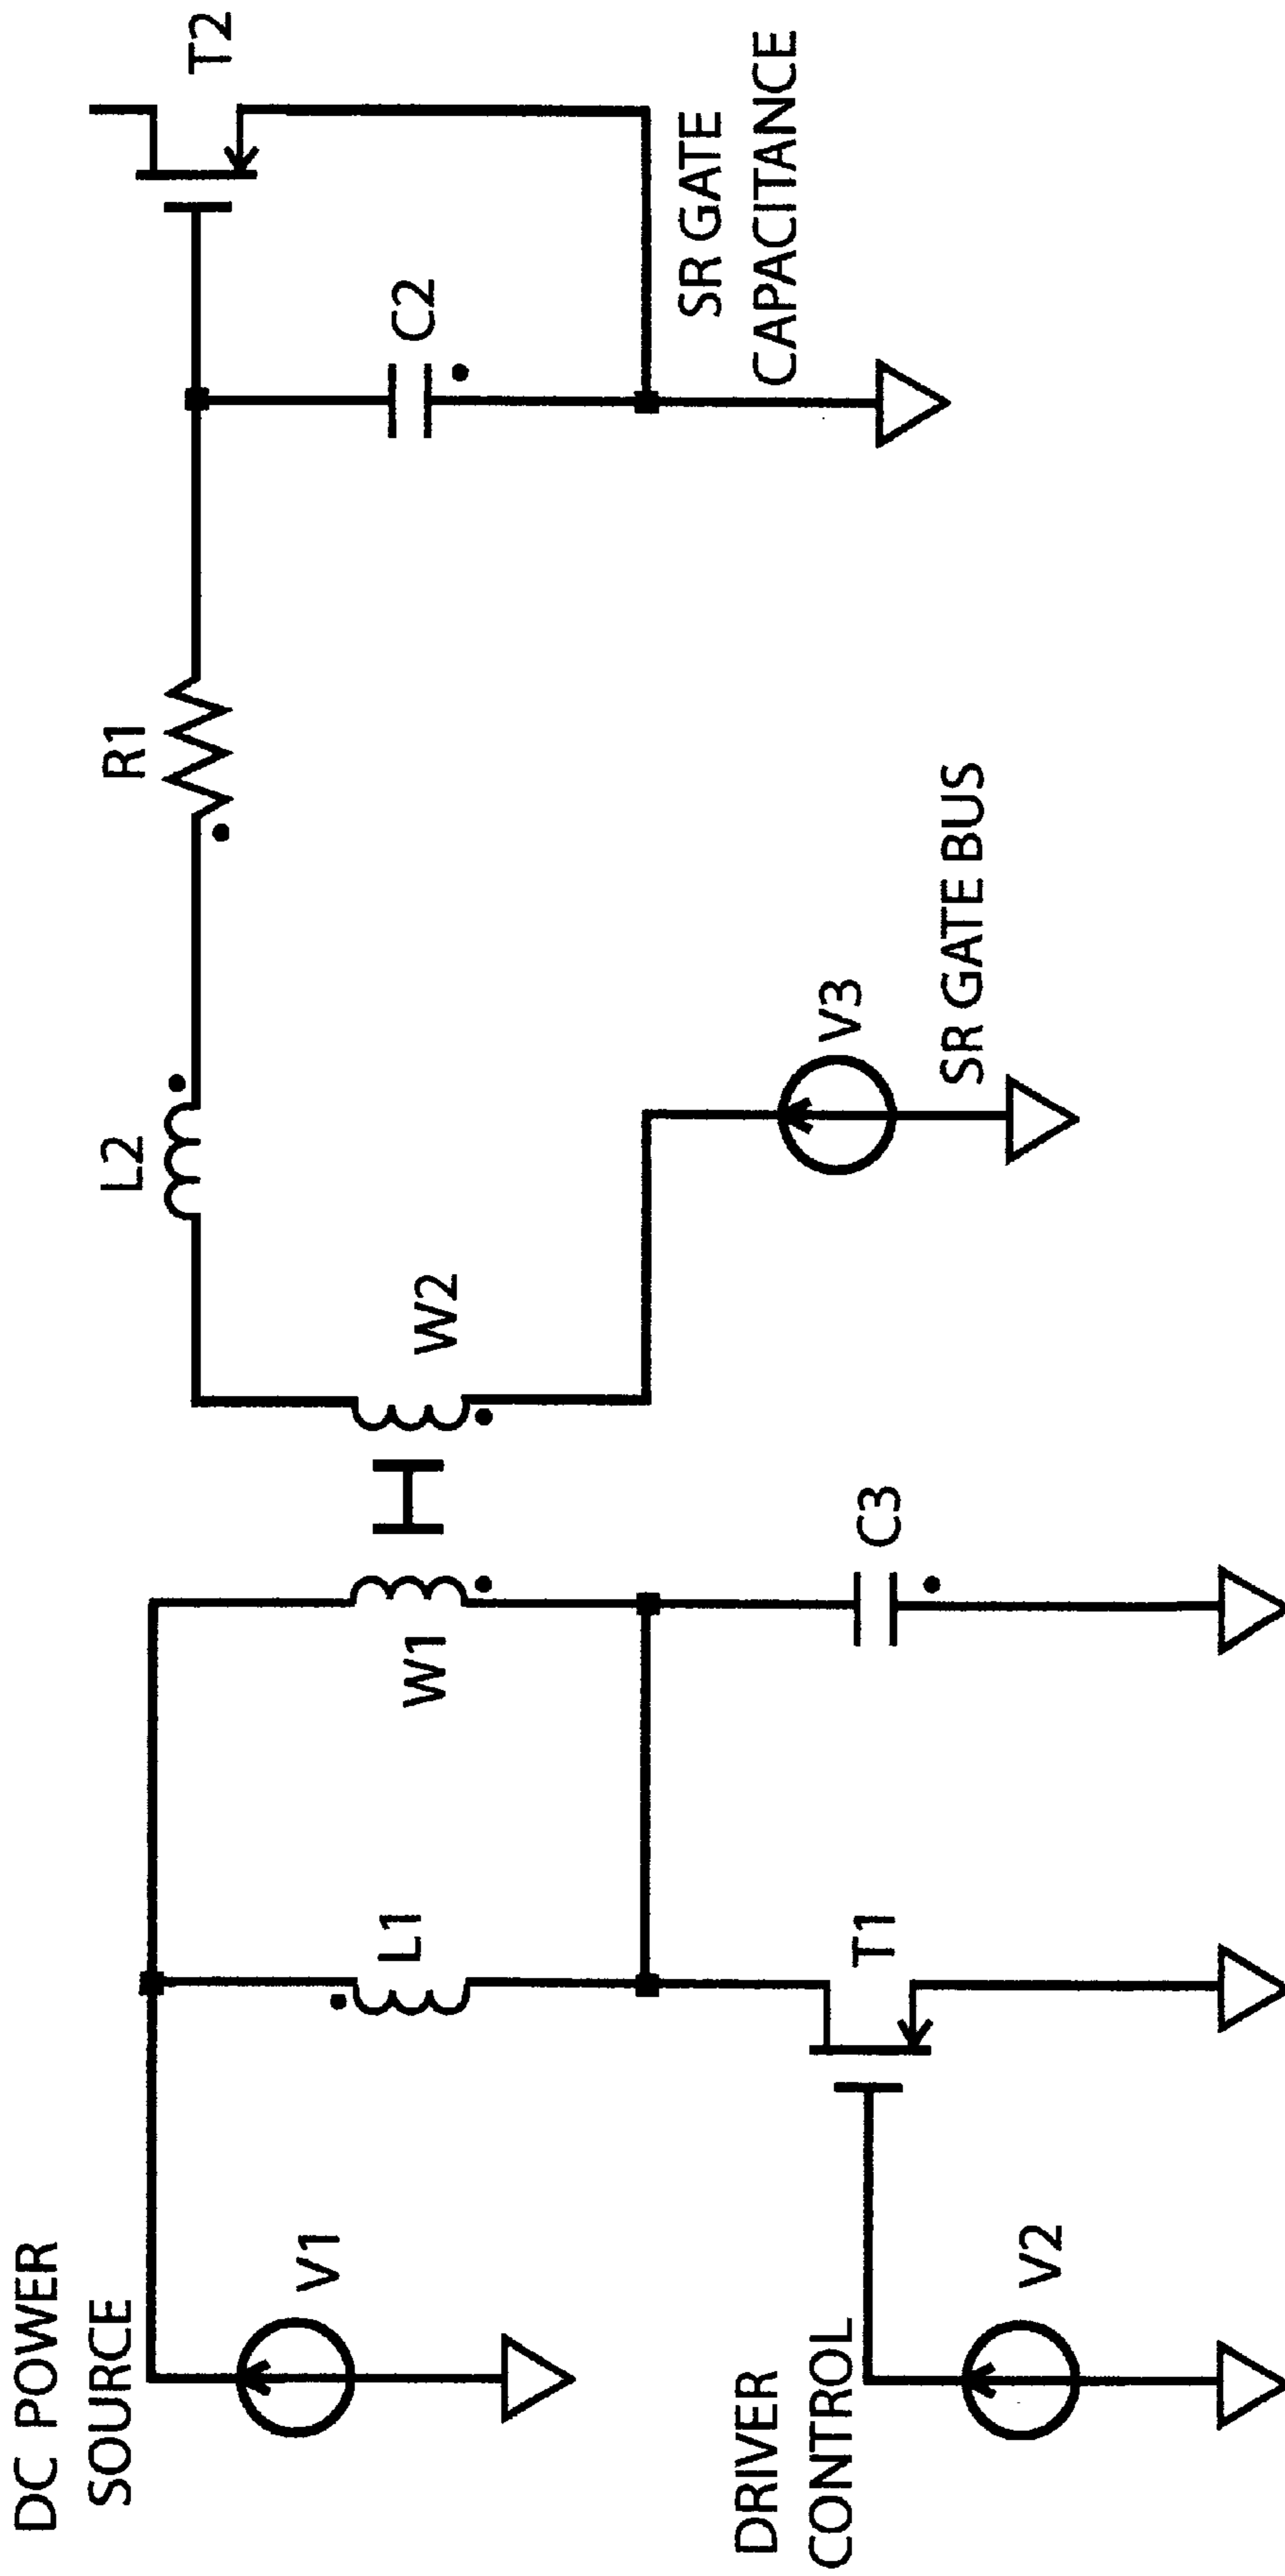 DC POWER
SOURCE
V1
L1
W1
W2
L2
R1
C2
T2
DRIVER
CONTROL
V2
T1
C3
V3
SR GATE BUS
SR GATE
CAPACITANCE